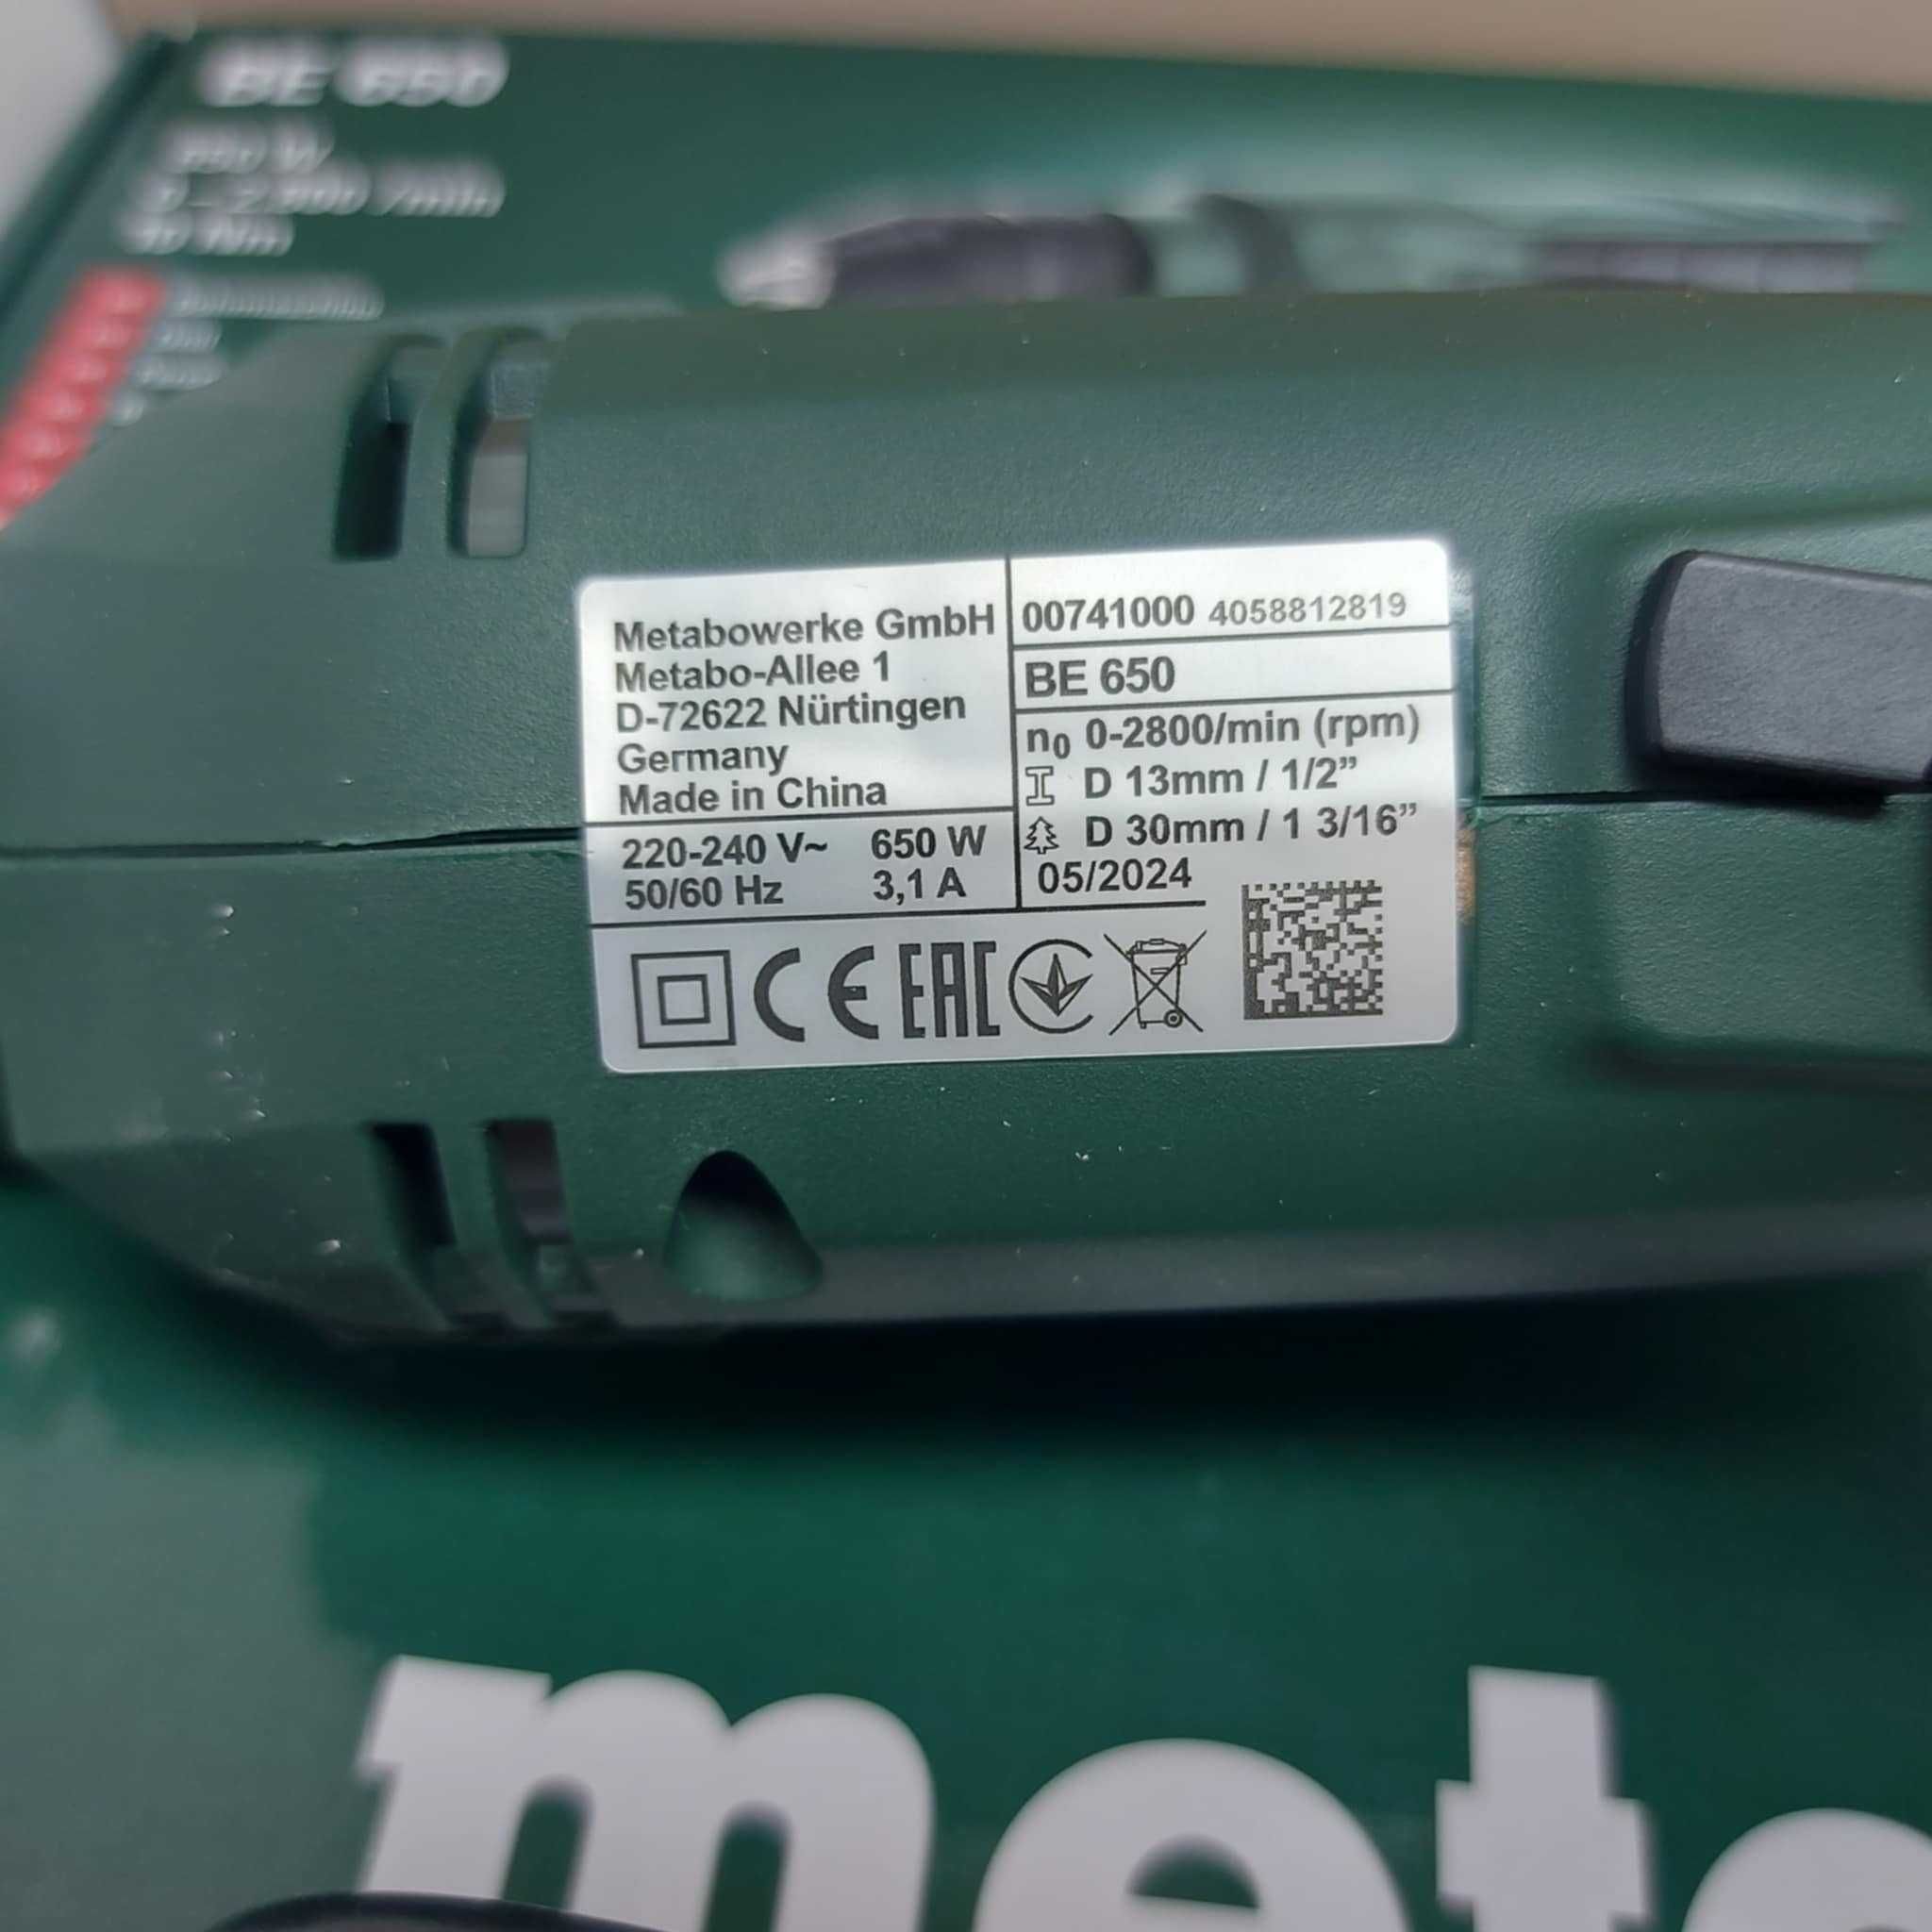 BE 650
650 W
Metabowerke GmbH
Metabo-Allee 1
D-72622 Nürtingen
Germany
Made in China
220-240 V~ 650 W
50/60 Hz 3,1 A
00741000 4058812819
BE 650
n0 0-2800/min (rpm)
D 13mm / 1/2”
D 30mm / 1 3/16”
05/2024
CE EAC